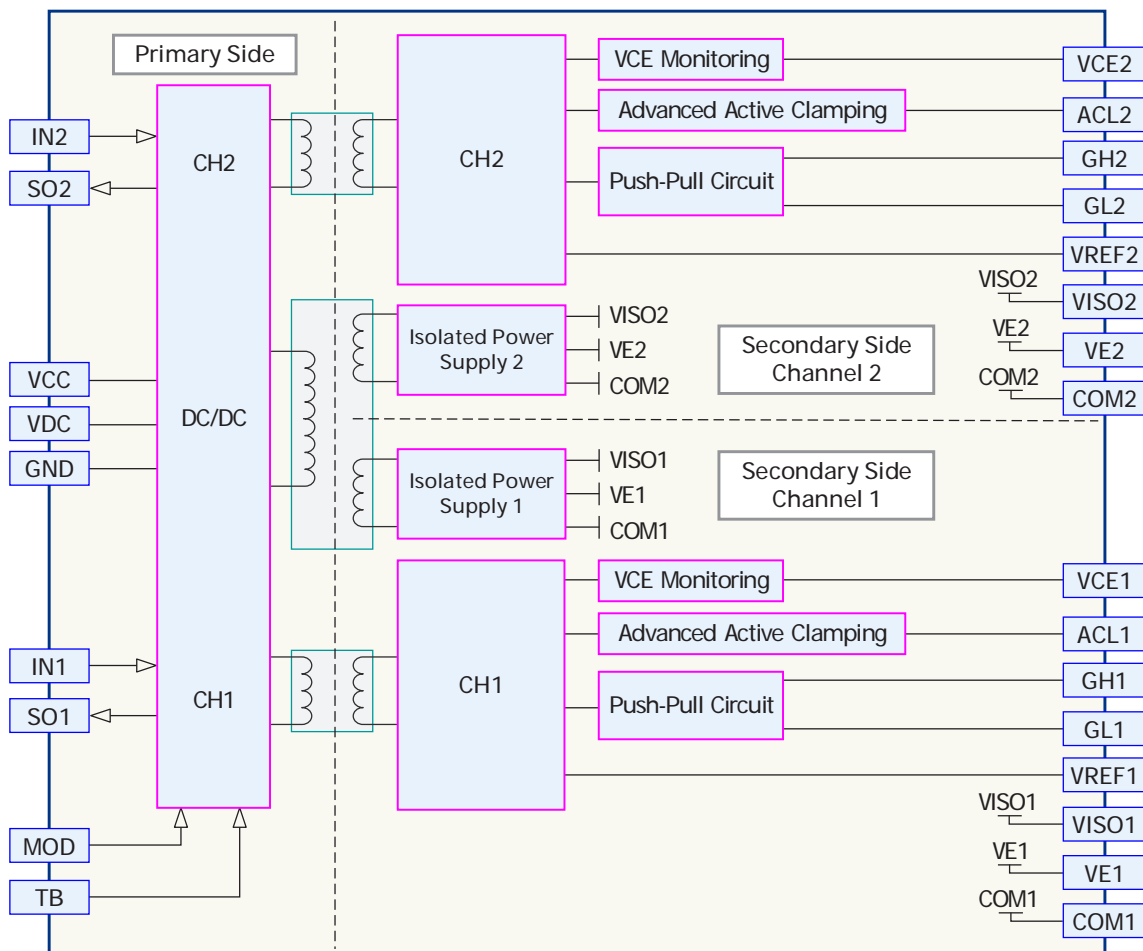 Primary Side
IN2
SO2
VCC
VDC
GND
IN1
SO1
MOD
TB
CH2
DC/DC
CH1
CH2
VCE Monitoring
Advanced Active Clamping
Push-Pull Circuit
VCE2
ACL2
GH2
GL2
VREF2
VISO2
VISO2
VE2
VE2
COM2
COM2
Isolated Power
Supply 2
VISO2
VE2
COM2
Secondary Side
Channel 2
Isolated Power
Supply 1
VISO1
VE1
COM1
Secondary Side
Channel 1
CH1
VCE Monitoring
Advanced Active Clamping
Push-Pull Circuit
VCE1
ACL1
GH1
GL1
VREF1
VISO1
VISO1
VE1
VE1
COM1
COM1